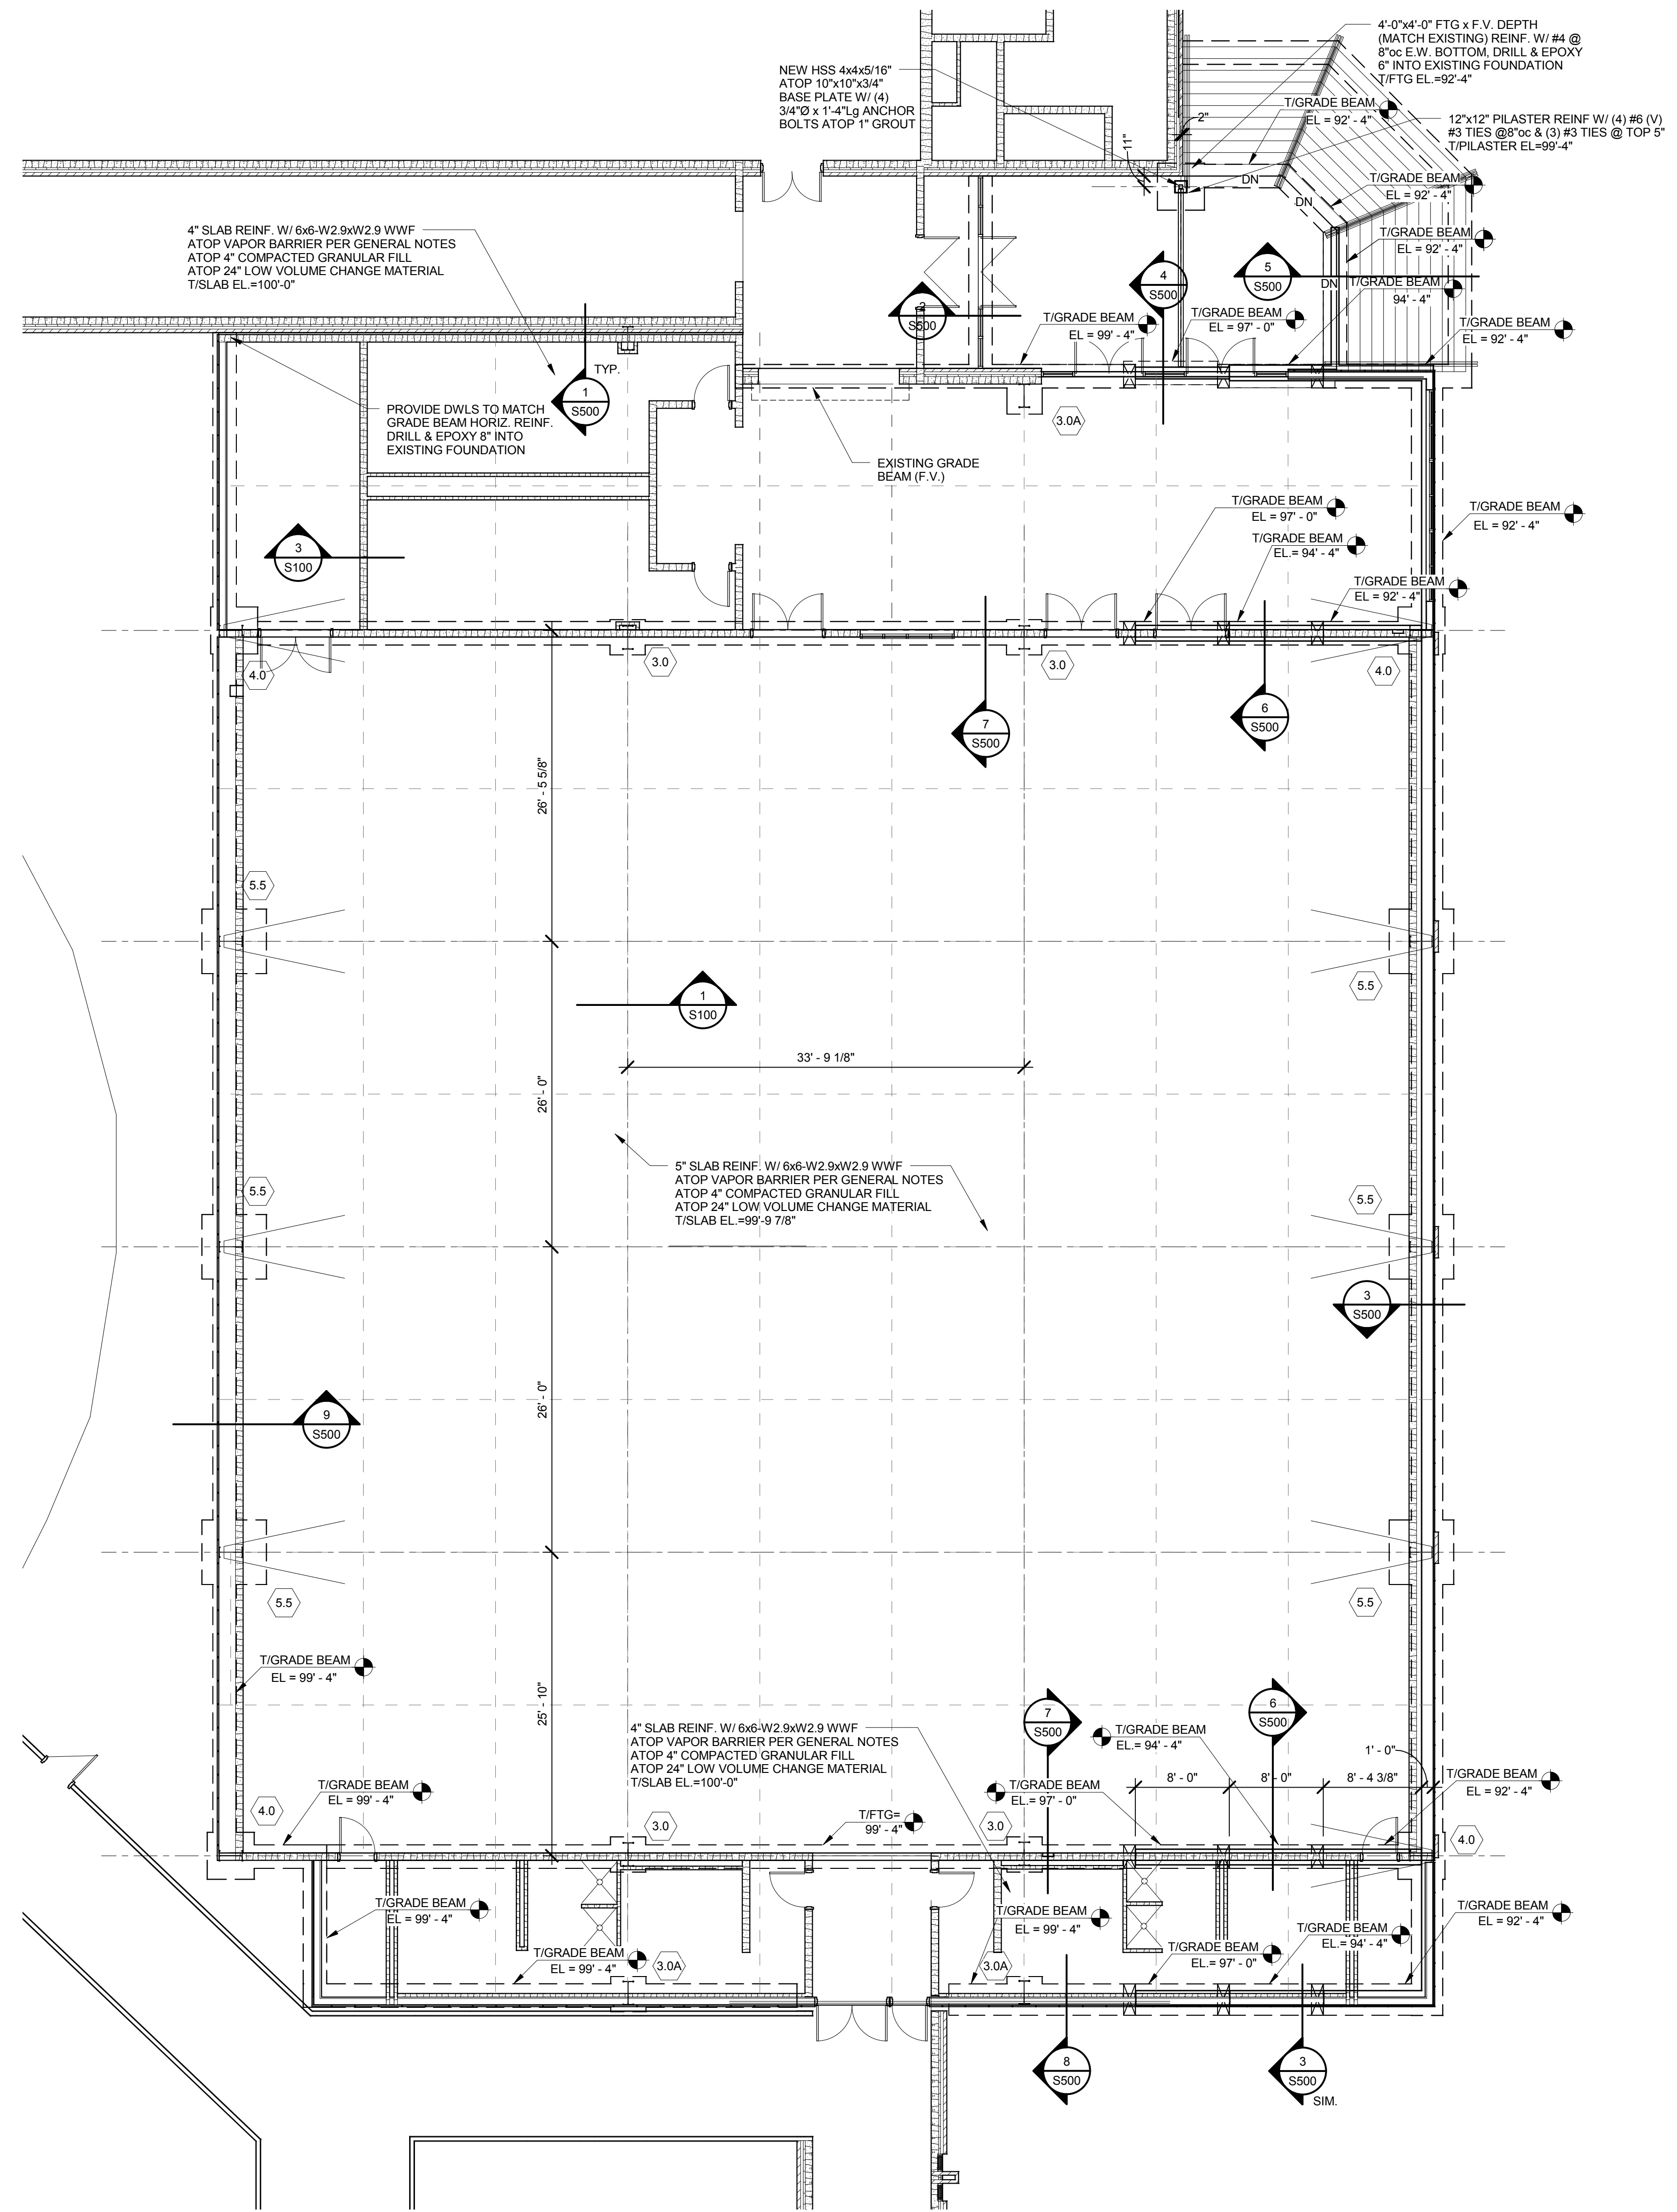 4'-0"x4'-0" FTG x F.V. DEPTH
(MATCH EXISTING) REINF. W/ #4 @
8"oc E.W. BOTTOM, DRILL & EPOXY
6" INTO EXISTING FOUNDATION
T/FTG EL.=92'-4"
NEW HSS 4x4x5/16"
ATOP 10"x10"x3/4"
BASE PLATE W/ (4)
3/4"Ø x 1'-4"Lg ANCHOR
BOLTS ATOP 1" GROUT
T/GRADE BEAM
EL = 92' - 4"
2"
11"
12"x12" PILASTER REINF W/ (4) #6 (V)
#3 TIES @8"oc & (3) #3 TIES @ TOP 5"
T/PILASTER EL=99'-4"
DN
T/GRADE BEAM
EL = 92' - 4"
DN
4" SLAB REINF. W/ 6x6-W2.9xW2.9 WWF
ATOP VAPOR BARRIER PER GENERAL NOTES
ATOP 4" COMPACTED GRANULAR FILL
ATOP 24" LOW VOLUME CHANGE MATERIAL
T/SLAB EL.=100'-0"
T/GRADE BEAM
EL = 92' - 4"
4
S500
5
S500
DN
T/GRADE BEAM
94' - 4"
2
S500
T/GRADE BEAM
EL = 99' - 4"
T/GRADE BEAM
EL = 97' - 0"
T/GRADE BEAM
EL = 92' - 4"
TYP.
1
S500
PROVIDE DWLS TO MATCH
GRADE BEAM HORIZ. REINF.
DRILL & EPOXY 8" INTO
EXISTING FOUNDATION
3.0A
EXISTING GRADE
BEAM (F.V.)
T/GRADE BEAM
EL = 97' - 0"
T/GRADE BEAM
EL = 92' - 4"
T/GRADE BEAM
EL.= 94' - 4"
3
S100
T/GRADE BEAM
EL = 92' - 4"
4.0
3.0
3.0
4.0
7
S500
6
S500
26' - 5 5/8"
5.5
5.5
1
S100
33' - 9 1/8"
26' - 0"
5" SLAB REINF. W/ 6x6-W2.9xW2.9 WWF
ATOP VAPOR BARRIER PER GENERAL NOTES
ATOP 4" COMPACTED GRANULAR FILL
ATOP 24" LOW VOLUME CHANGE MATERIAL
T/SLAB EL.=99'-9 7/8"
5.5
5.5
3
S500
26' - 0"
9
S500
5.5
5.5
T/GRADE BEAM
EL = 99' - 4"
25' - 10"
4" SLAB REINF. W/ 6x6-W2.9xW2.9 WWF
ATOP VAPOR BARRIER PER GENERAL NOTES
ATOP 4" COMPACTED GRANULAR FILL
ATOP 24" LOW VOLUME CHANGE MATERIAL
T/SLAB EL.=100'-0"
7
S500
6
S500
T/GRADE BEAM
EL.= 94' - 4"
1' - 0"
8' - 0"
8' - 0"
8' - 4 3/8"
T/GRADE BEAM
EL = 92' - 4"
T/GRADE BEAM
EL = 99' - 4"
T/GRADE BEAM
EL.= 97' - 0"
4.0
3.0
T/FTG=
99' - 4"
3.0
4.0
T/GRADE BEAM
EL = 99' - 4"
T/GRADE BEAM
EL = 99' - 4"
T/GRADE BEAM
EL = 92' - 4"
T/GRADE BEAM
EL = 99' - 4"
3.0A
3.0A
T/GRADE BEAM
EL.= 97' - 0"
T/GRADE BEAM
EL.= 94' - 4"
8
S500
3
S500
SIM.